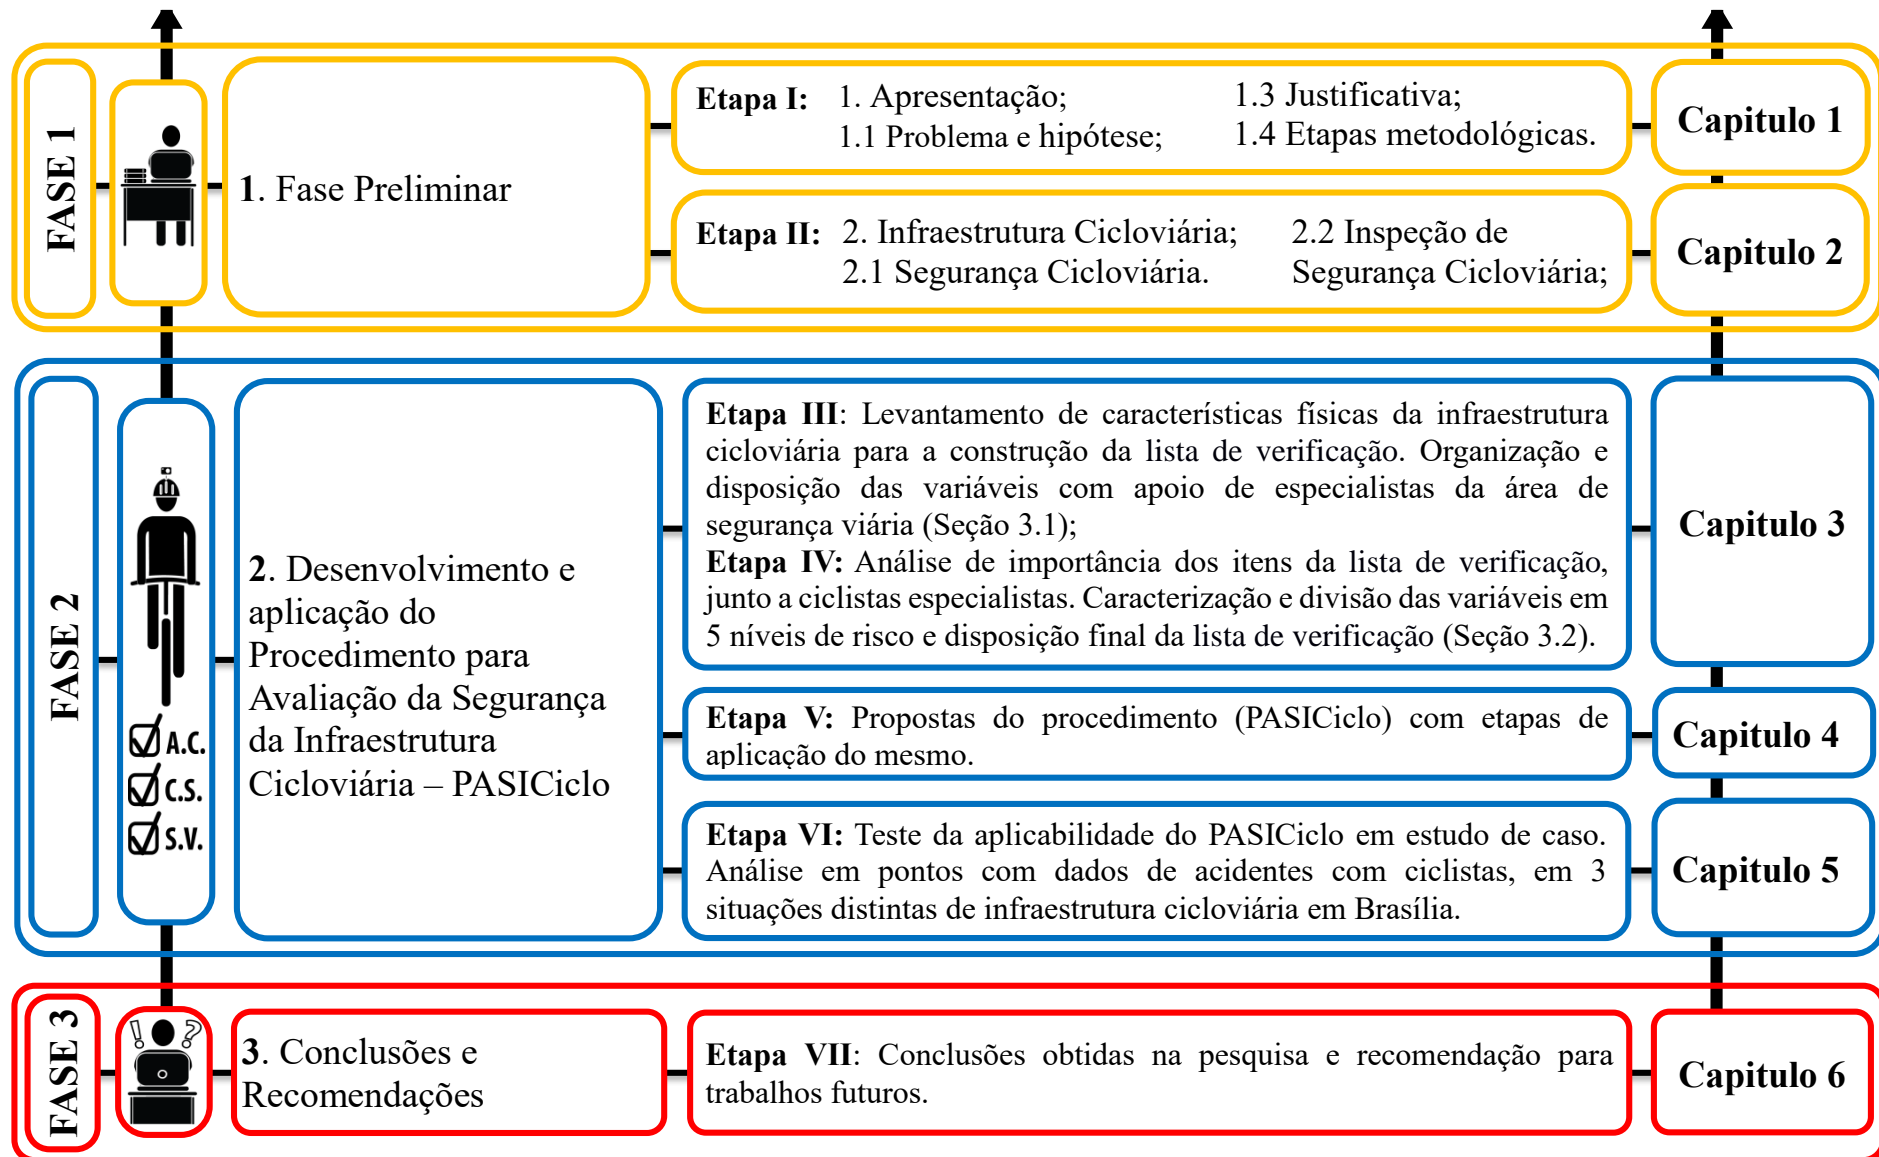 FASE 1
1. Fase Preliminar
Etapa I: 1. Apresentação;
1.1 Problema e hipótese;
1.3 Justificativa;
1.4 Etapas metodológicas.
Capitulo 1
Etapa II: 2. Infraestrutura Cicloviária;
2.1 Segurança Cicloviária.
2.2 Inspeção de
Segurança Cicloviária;
Capitulo 2
FASE 2
A.C.
C.S.
S.V.
2. Desenvolvimento e
aplicação do
Procedimento para
Avaliação da Segurança
da Infraestrutura
Cicloviária – PASICiclo
Etapa III: Levantamento de características físicas da infraestrutura
cicloviária para a construção da lista de verificação. Organização e
disposição das variáveis com apoio de especialistas da área de
segurança viária (Seção 3.1);
Etapa IV: Análise de importância dos itens da lista de verificação,
junto a ciclistas especialistas. Caracterização e divisão das variáveis em
5 níveis de risco e disposição final da lista de verificação (Seção 3.2).
Capitulo 3
Etapa V: Propostas do procedimento (PASICiclo) com etapas de
aplicação do mesmo.
Capitulo 4
Etapa VI: Teste da aplicabilidade do PASICiclo em estudo de caso.
Análise em pontos com dados de acidentes com ciclistas, em 3
situações distintas de infraestrutura cicloviária em Brasília.
Capitulo 5
FASE 3
! ?
3. Conclusões e
Recomendações
Etapa VII: Conclusões obtidas na pesquisa e recomendação para
trabalhos futuros.
Capitulo 6